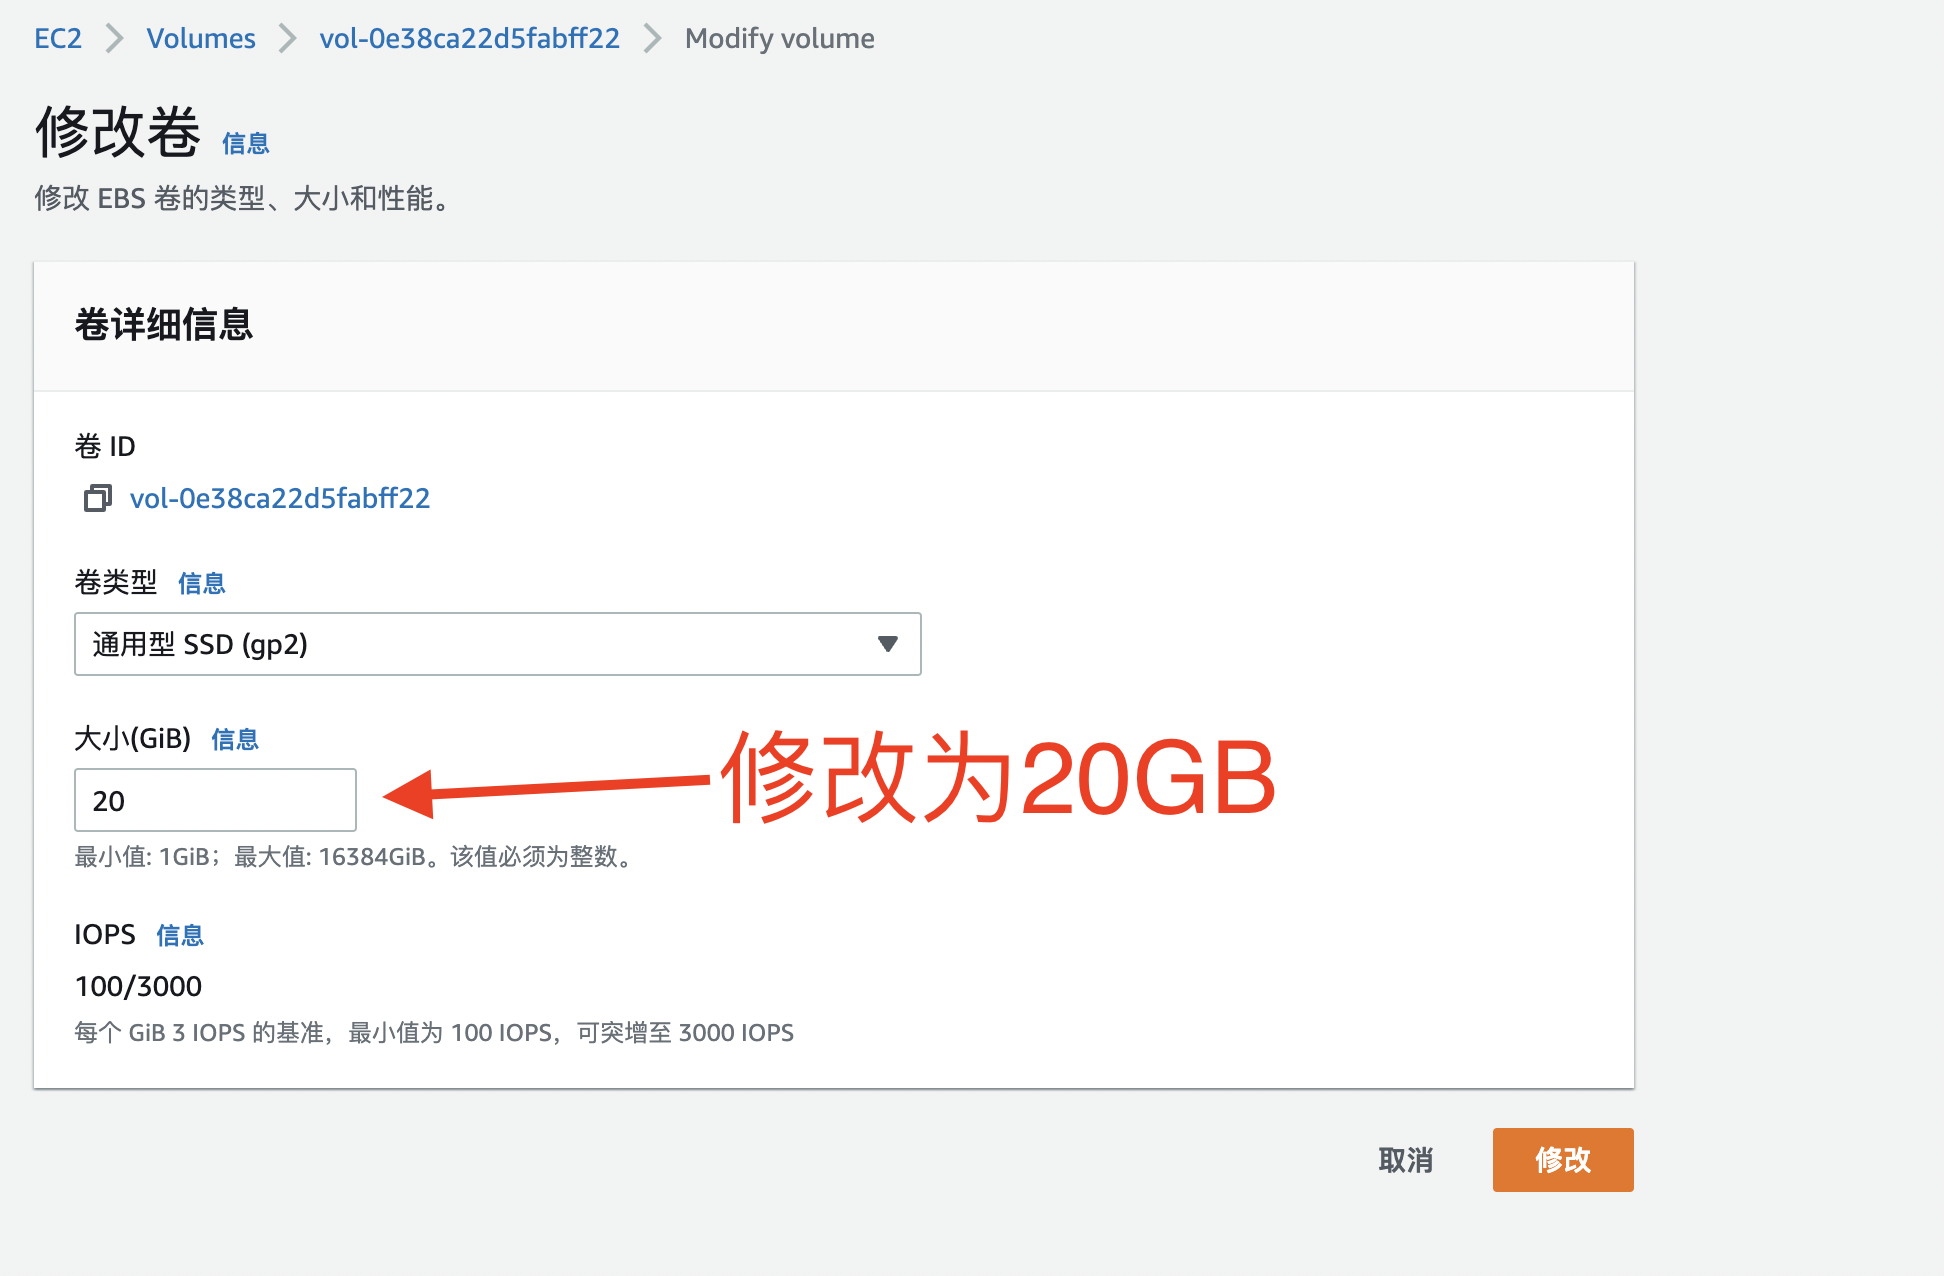 EC2 > Volumes > vol-0e38ca22d5fabff22 > Modify volume
修改卷 信息
修改 EBS 卷的类型、大小和性能。
卷详细信息
卷 ID
vol-0e38ca22d5fabff22
卷类型 信息
通用型 SSD (gp2)
大小(GiB) 信息
修改为20GB
20
最小值: 1GiB；最大值: 16384GiB。该值必须为整数。
IOPS 信息
100/3000
每个 GiB 3 IOPS 的基准，最小值为 100 IOPS，可突增至 3000 IOPS
取消 修改